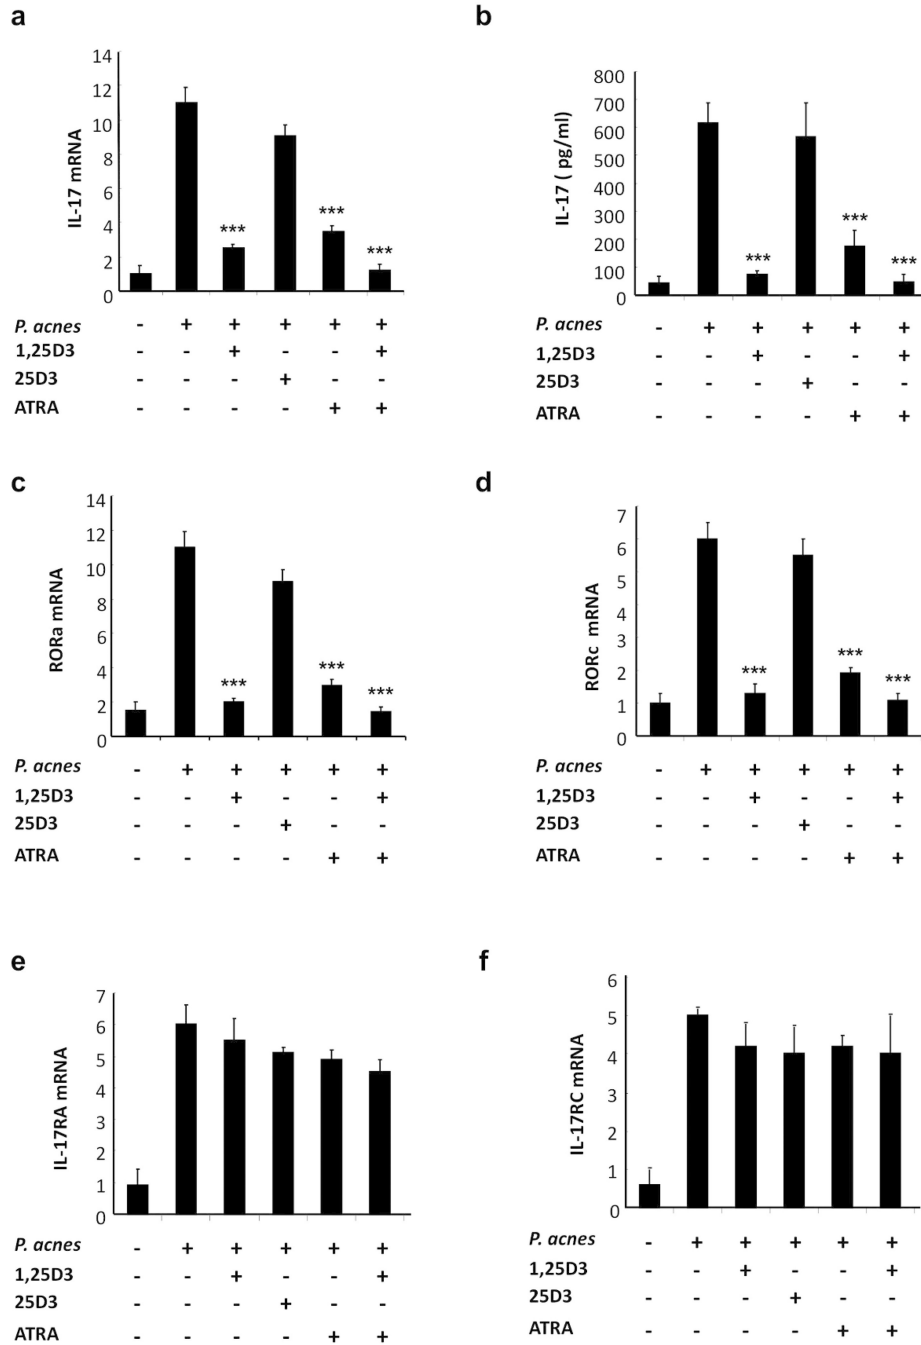 a
14
12
10
8
6
4
2
0
IL-17 mRNA
***
***
***
P. acnes - + + + + +
1,25D3 - - + - - +
25D3 - - - + - -
ATRA - - - - + +
b
800
700
600
500
400
300
200
100
0
IL-17 ( pg/ml)
***
***
***
P. acnes - + + + + +
1,25D3 - - + - - +
25D3 - - - + - -
ATRA - - - - + +
c
14
12
10
8
6
4
2
0
RORa mRNA
***
***
***
P. acnes - + + + + +
1,25D3 - - + - - +
25D3 - - - + - -
ATRA - - - - + +
d
7
6
5
4
3
2
1
0
RORc mRNA
***
***
***
P. acnes - + + + + +
1,25D3 - - + - - +
25D3 - - - + - -
ATRA - - - - + +
e
7
6
5
4
3
2
1
0
IL-17RA mRNA
P. acnes - + + + + +
1,25D3 - - + - - +
25D3 - - - + - -
ATRA - - - - + +
f
6
5
4
3
2
1
0
IL-17RC mRNA
P. acnes - + + + + +
1,25D3 - - + - - +
25D3 - - - + - -
ATRA - - - - + +